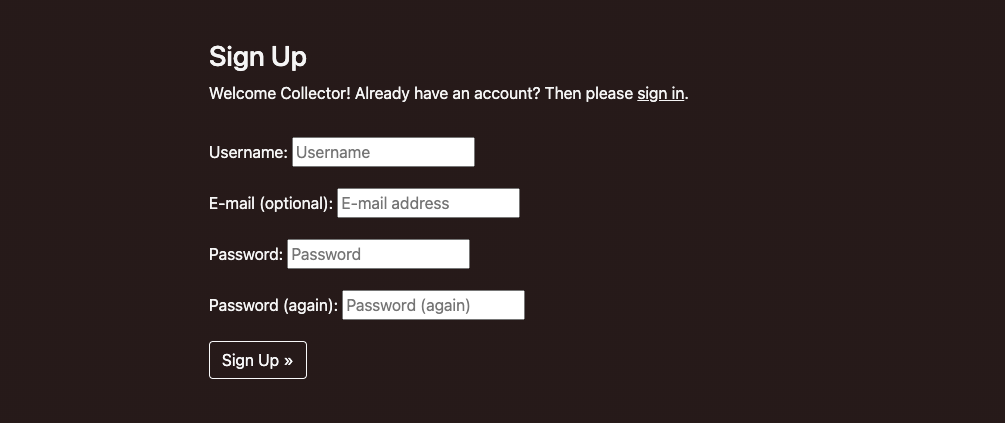 Sign Up
Welcome Collector! Already have an account? Then please sign in.
Username: Username
E-mail (optional): E-mail address
Password: Password
Password (again): Password (again)
Sign Up »